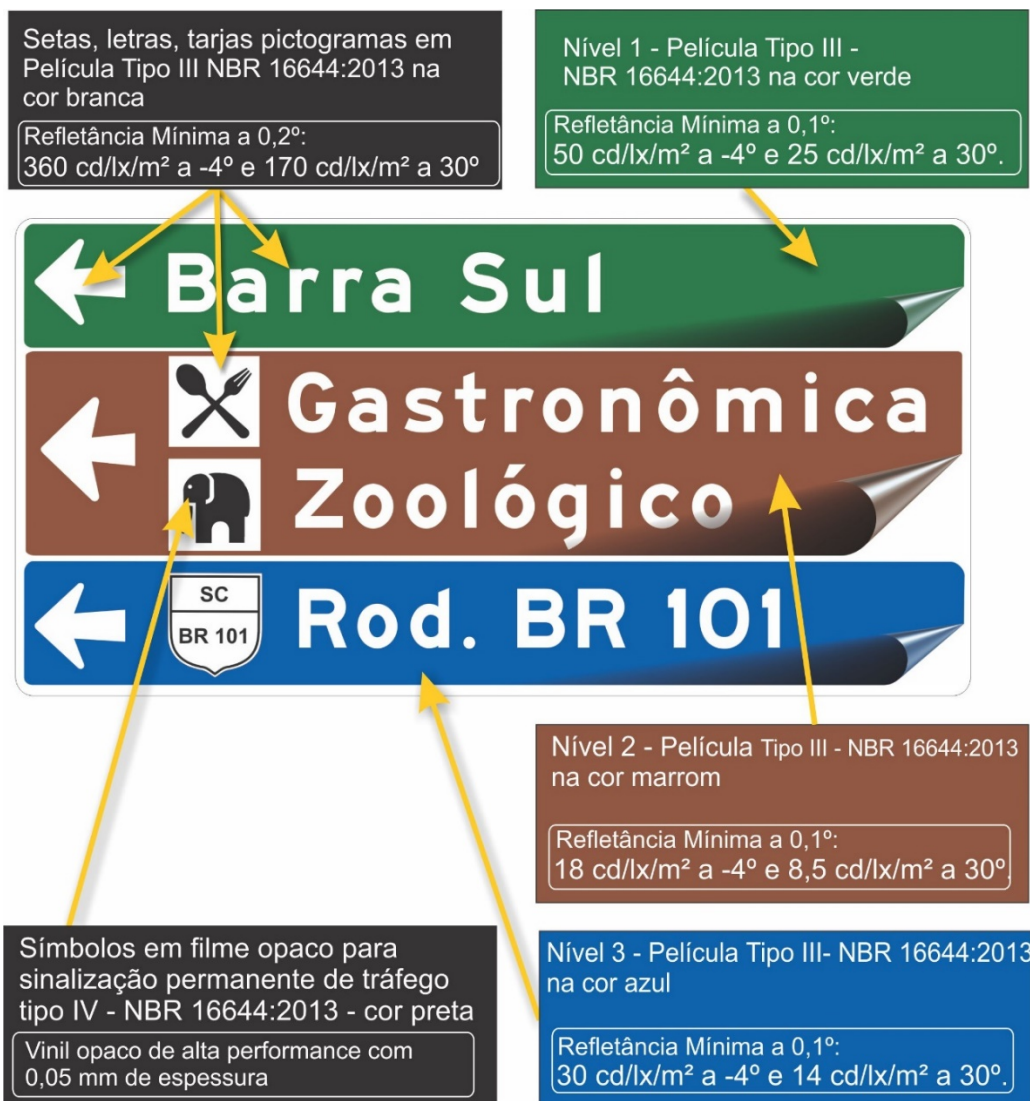 Setas, letras, tarjas pictogramas em
Película Tipo III NBR 16644:2013 na
cor branca
Refletância Mínima a 0,2º:
360 cd/lx/m² a -4º e 170 cd/lx/m² a 30º
Nível 1 - Película Tipo III -
NBR 16644:2013 na cor verde
Refletância Mínima a 0,1º:
50 cd/lx/m² a -4º e 25 cd/lx/m² a 30º.
Barra Sul
Gastronômica
Zoológico
SC
BR 101
Rod. BR 101
Nível 2 - Película Tipo III - NBR 16644:2013
na cor marrom
Refletância Mínima a 0,1º:
18 cd/lx/m² a -4º e 8,5 cd/lx/m² a 30º.
Símbolos em filme opaco para
sinalização permanente de tráfego
tipo IV - NBR 16644:2013 - cor preta
Vinil opaco de alta performance com
0,05 mm de espessura
Nível 3 - Película Tipo III- NBR 16644:2013
na cor azul
Refletância Mínima a 0,1º:
30 cd/lx/m² a -4º e 14 cd/lx/m² a 30º.